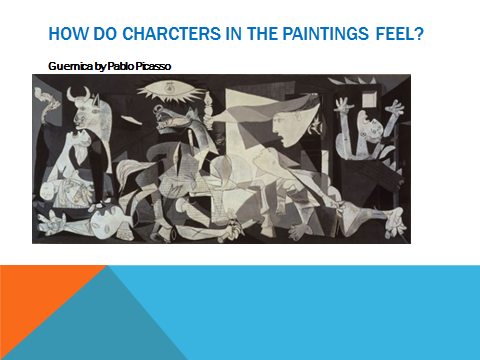 HOW DO CHARCTERS IN THE PAINTINGS FEEL?
Guernica by Pablo Picasso